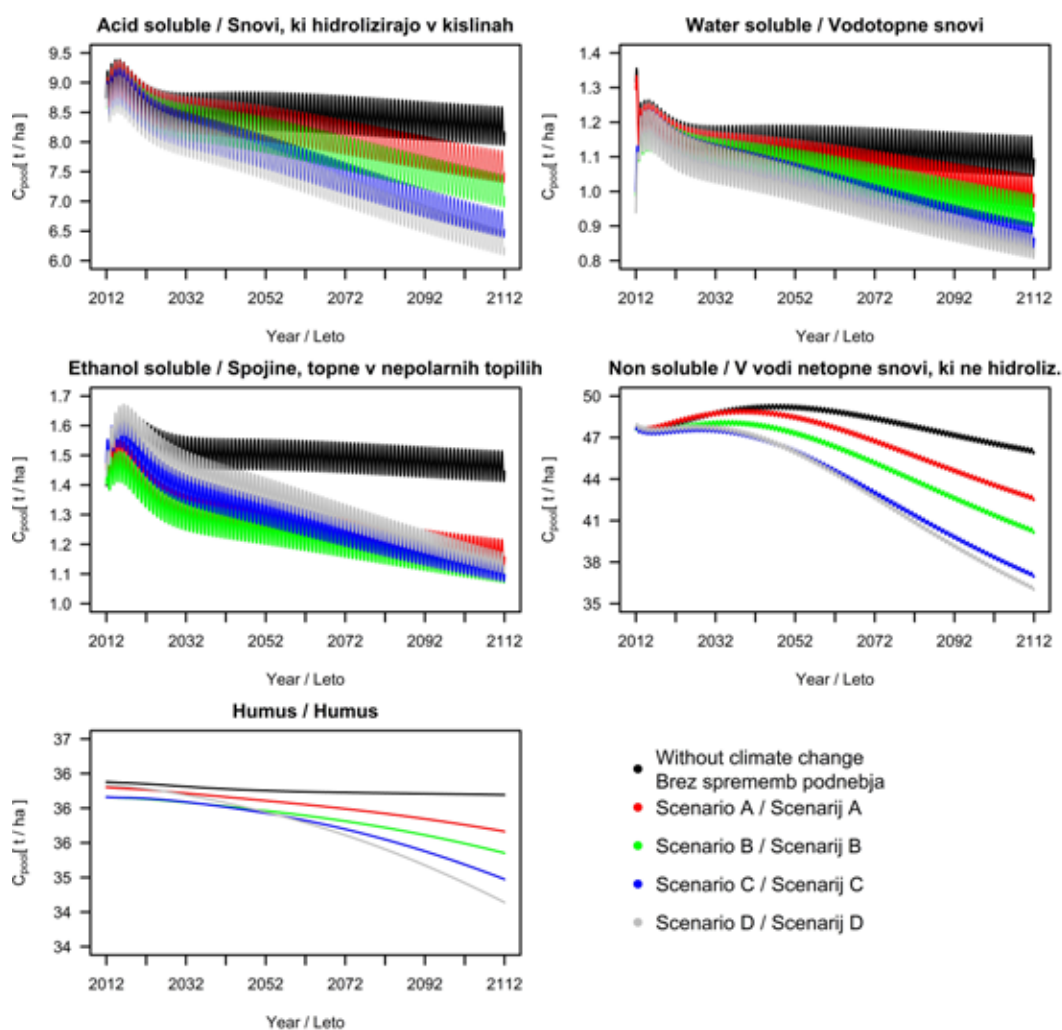 Acid soluble / Snovi, ki hidrolizirajo v kislinah
9.5
9.0
8.5
8.0
7.5
7.0
6.5
6.0
Cpool[ t / ha ]
2012 2032 2052 2072 2092 2112
Year / Leto
Water soluble / Vodotopne snovi
1.4
1.3
1.2
1.1
1.0
0.9
0.8
Cpool[ t / ha ]
2012 2032 2052 2072 2092 2112
Year / Leto
Ethanol soluble / Spojine, topne v nepolarnih topilih
1.7
1.6
1.5
1.4
1.3
1.2
1.1
1.0
Cpool[ t / ha ]
2012 2032 2052 2072 2092 2112
Year / Leto
Non soluble / V vodi netopne snovi, ki ne hidroliz.
50
47
44
41
38
35
Cpool[ t / ha ]
2012 2032 2052 2072 2092 2112
Year / Leto
Humus / Humus
37
36
36
36
35
34
34
Cpool[ t / ha ]
2012 2032 2052 2072 2092 2112
Year / Leto
Without climate change
Brez sprememb podnebja
Scenario A / Scenarij A
Scenario B / Scenarij B
Scenario C / Scenarij C
Scenario D / Scenarij D